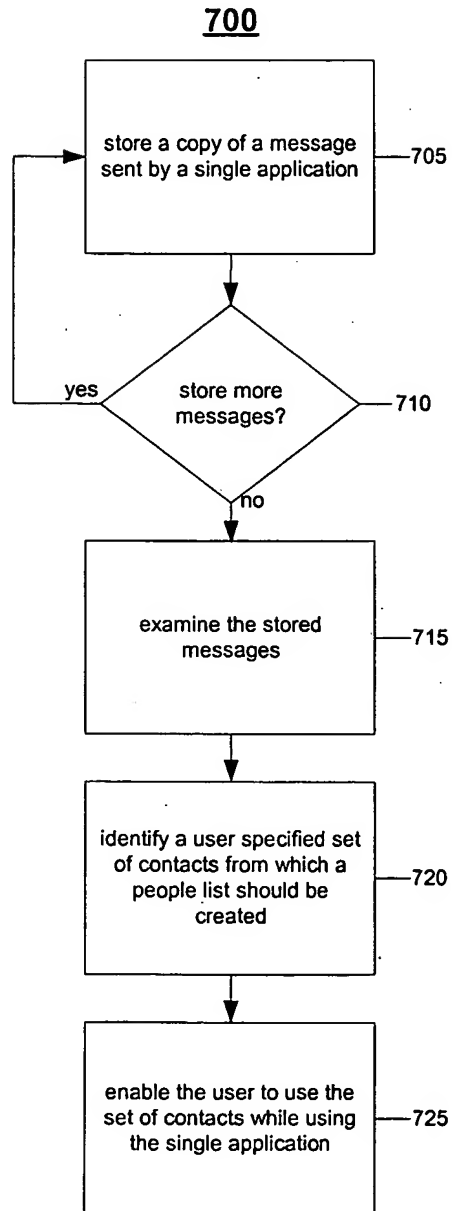 700
store a copy of a message
sent by a single application
705
store more
messages?
710
yes
no
examine the stored
messages
715
identify a user specified set
of contacts from which a
people list should be
created
720
enable the user to use the
set of contacts while using
the single application
725